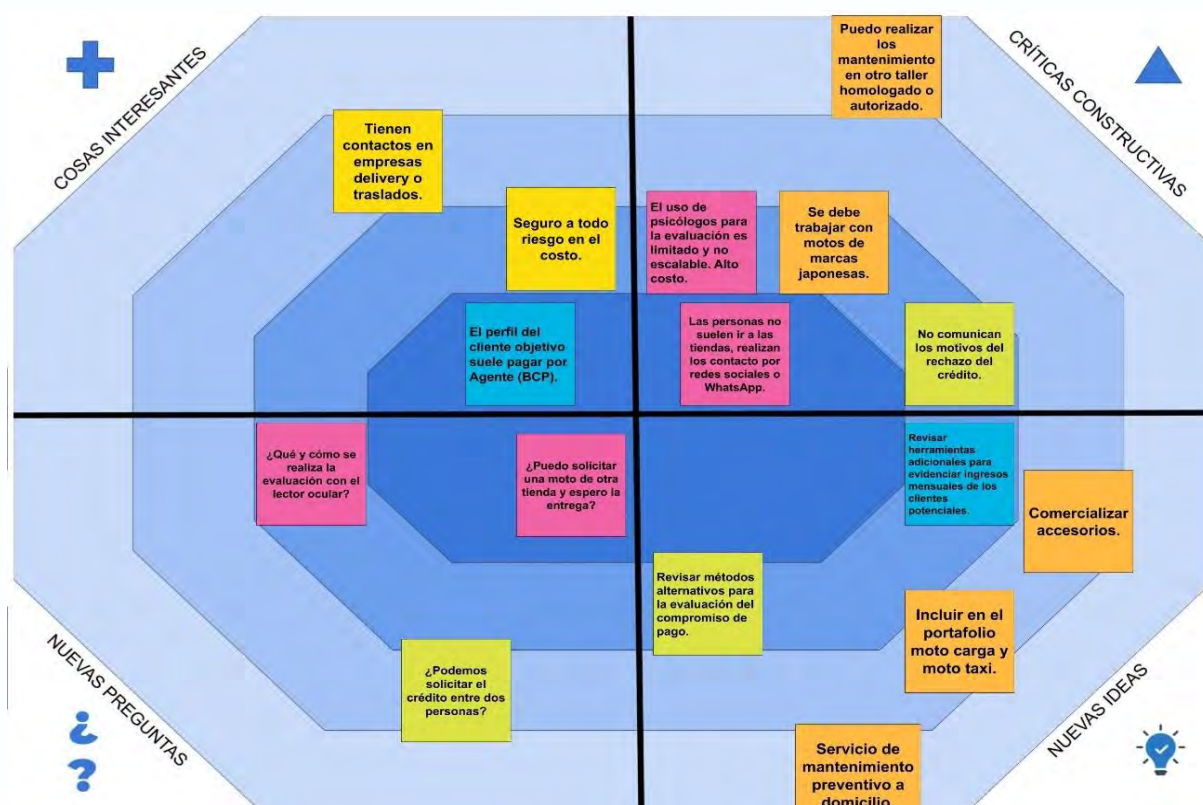 COSAS INTERESANTES
Tienen
contactos en
empresas
delivery o
traslados.
Seguro a todo
riesgo en el
costo.
El perfil del
cliente objetivo
suele pagar por
Agente (BCP).
CRÍTICAS CONSTRUCTIVAS
Puedo realizar
los
mantenimiento
en otro taller
homologado o
autorizado.
El uso de
psicólogos para
la evaluación es
limitado y no
escalable. Alto
costo.
Se debe
trabajar con
motos de
marcas
japonesas.
Las personas no
suelen ir a las
tiendas, realizan
los contacto por
redes sociales o
WhatsApp.
No comunican
los motivos del
rechazo del
crédito.
NUEVAS PREGUNTAS
¿Qué y cómo se
realiza la
evaluación con el
lector ocular?
¿Puedo solicitar
una moto de otra
tienda y espero la
entrega?
¿Podemos
solicitar el
crédito entre dos
personas?
¿
?
NUEVAS IDEAS
Revisar
herramientas
adicionales para
evidenciar ingresos
mensuales de los
clientes
potenciales.
Comercializar
accesorios.
Revisar métodos
alternativos para
la evaluación del
compromiso de
pago.
Incluir en el
portafolio
moto carga y
moto taxi.
Servicio de
mantenimiento
preventivo a
domicilio